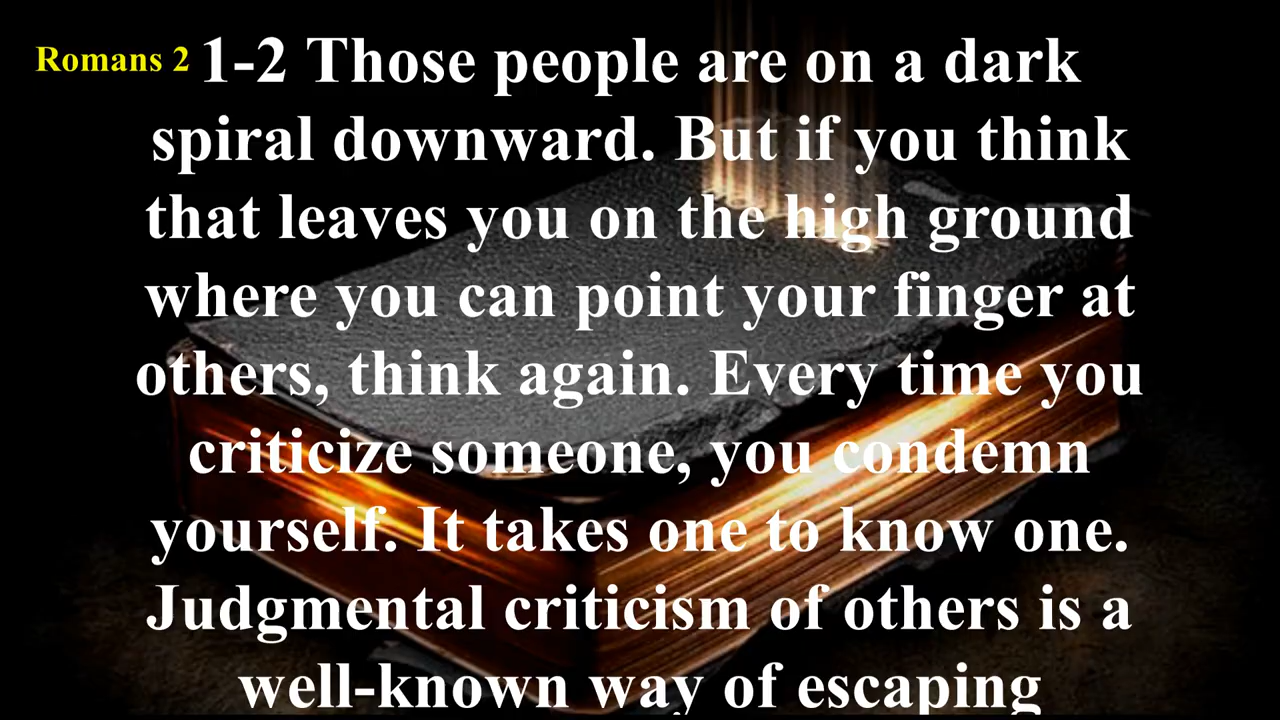 Romans 2 1-2 Those people are on a dark
spiral downward. But if you think
that leaves you on the high ground
where you can point your finger at
others, think again. Every time you
criticize someone, you condemn
yourself. It takes one to know one.
Judgmental criticism of others is a
well-known way of escaping